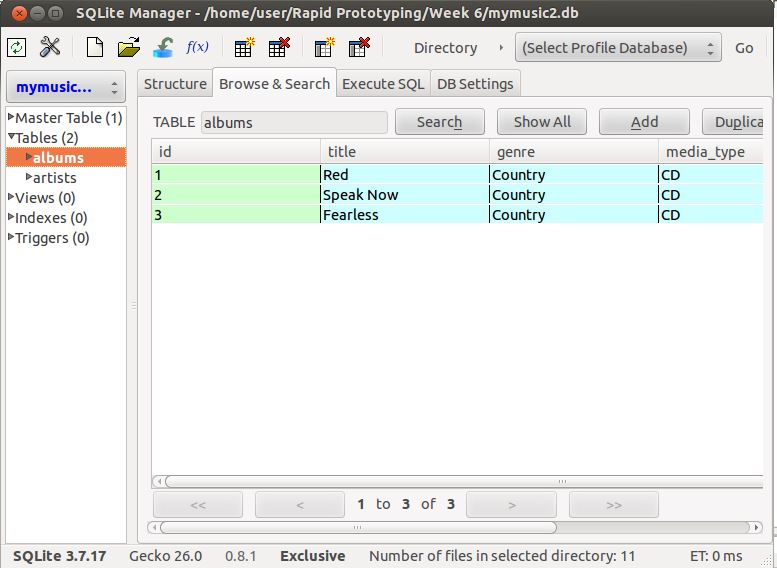 SQLite Manager - /home/user/Rapid Prototyping/Week 6/mymusic2.db
f(x) Directory (Select Profile Database) Go
mymusic...
Structure Browse & Search Execute SQL DB Settings
Master Table (1)
Tables (2)
albums
artists
Views (0)
Indexes (0)
Triggers (0)
TABLE albums Search Show All Add Duplica
id title genre media_type
1 Red Country CD
2 Speak Now Country CD
3 Fearless Country CD
<< < 1 to 3 of 3 > >>
SQLite 3.7.17 Gecko 26.0 0.8.1 Exclusive Number of files in selected directory: 11 ET: 0 ms